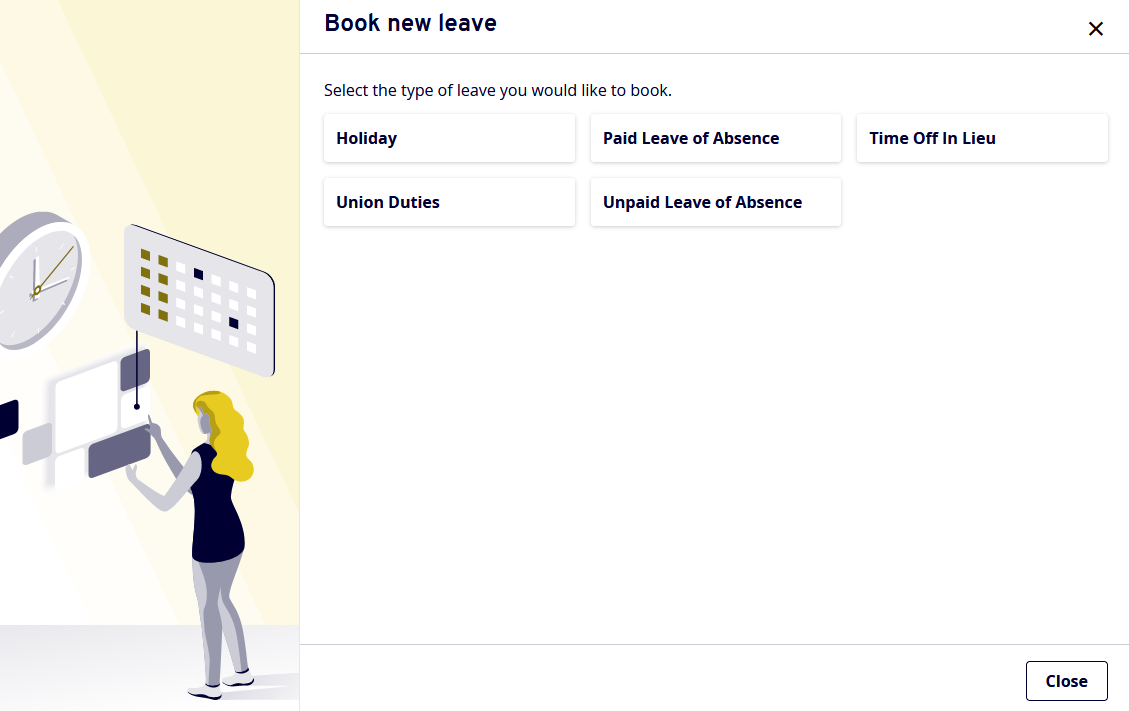 Book new leave
Select the type of leave you would like to book.
Holiday
Paid Leave of Absence
Time Off In Lieu
Union Duties
Unpaid Leave of Absence
Close